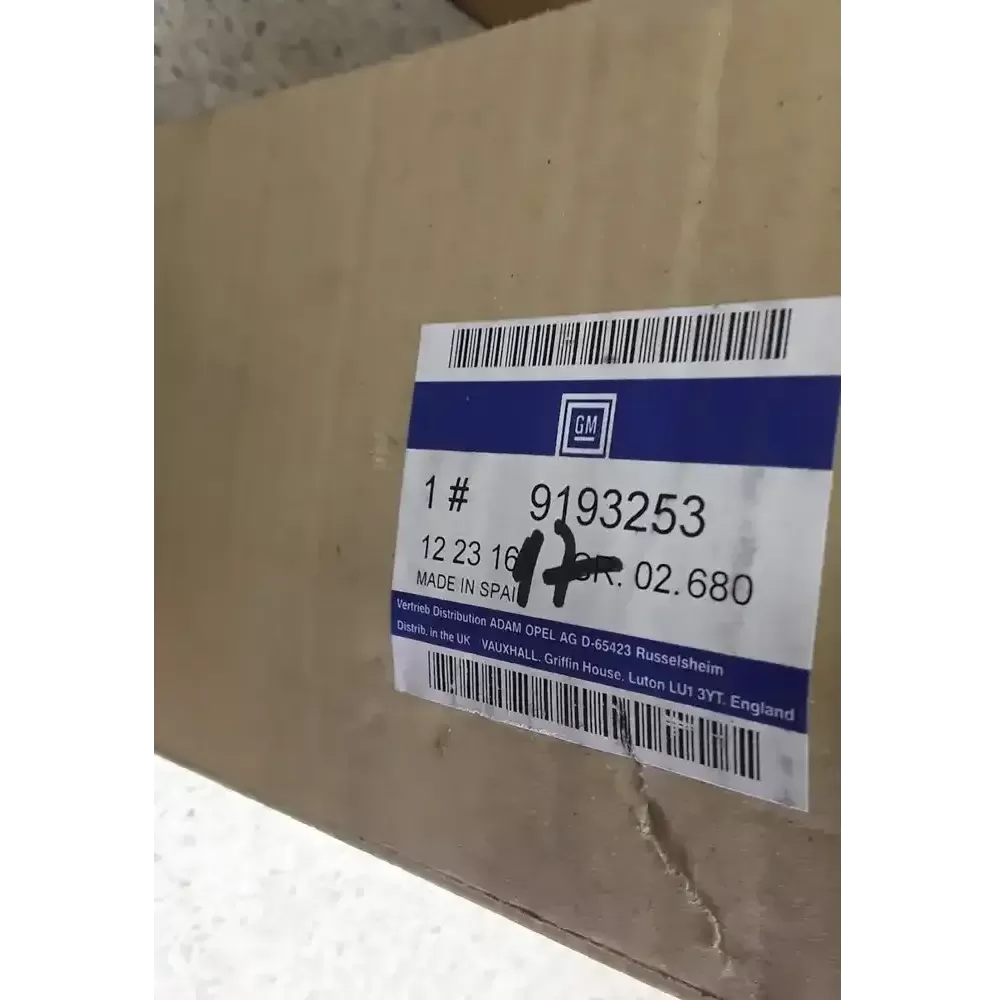 GM
1 # 9193253
12 23 16 GR. 02.680
17
MADE IN SPAI
Vertrieb Distribution ADAM OPEL AG D-65423 Russelsheim
Distrib. in the UK VAUXHALL. Griffin House. Luton LU1 3YT. England